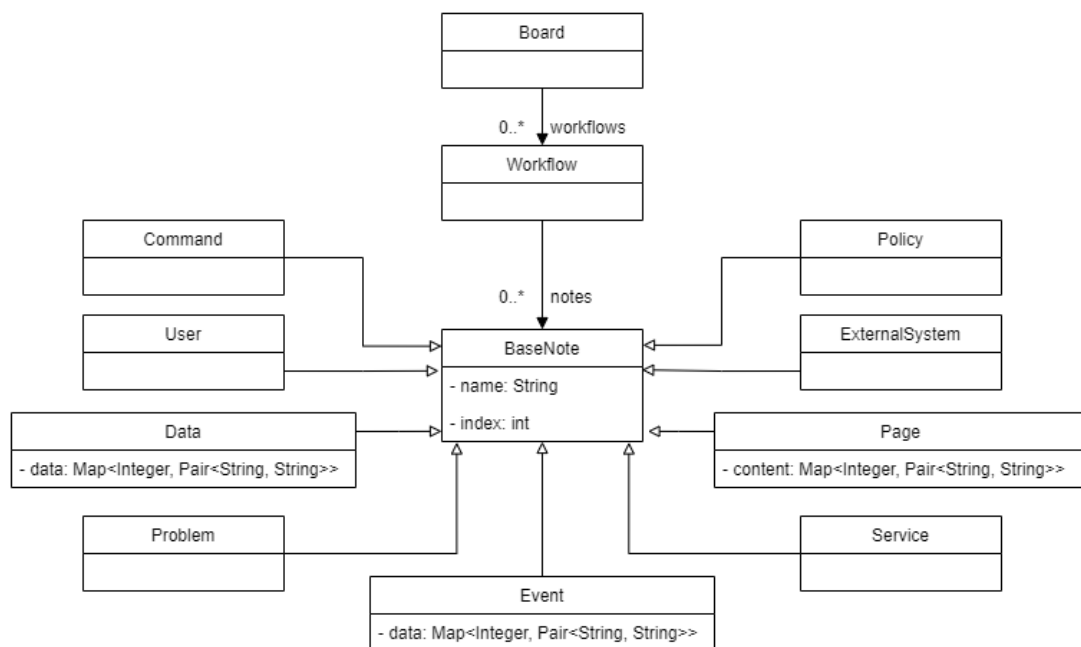 Board
0..* workflows
Workflow
Command
Policy
0..* notes
User
BaseNote
ExternalSystem
- name: String
- index: int
Data
- data: Map<Integer, Pair<String, String>>
Page
- content: Map<Integer, Pair<String, String>>
Problem
Service
Event
- data: Map<Integer, Pair<String, String>>